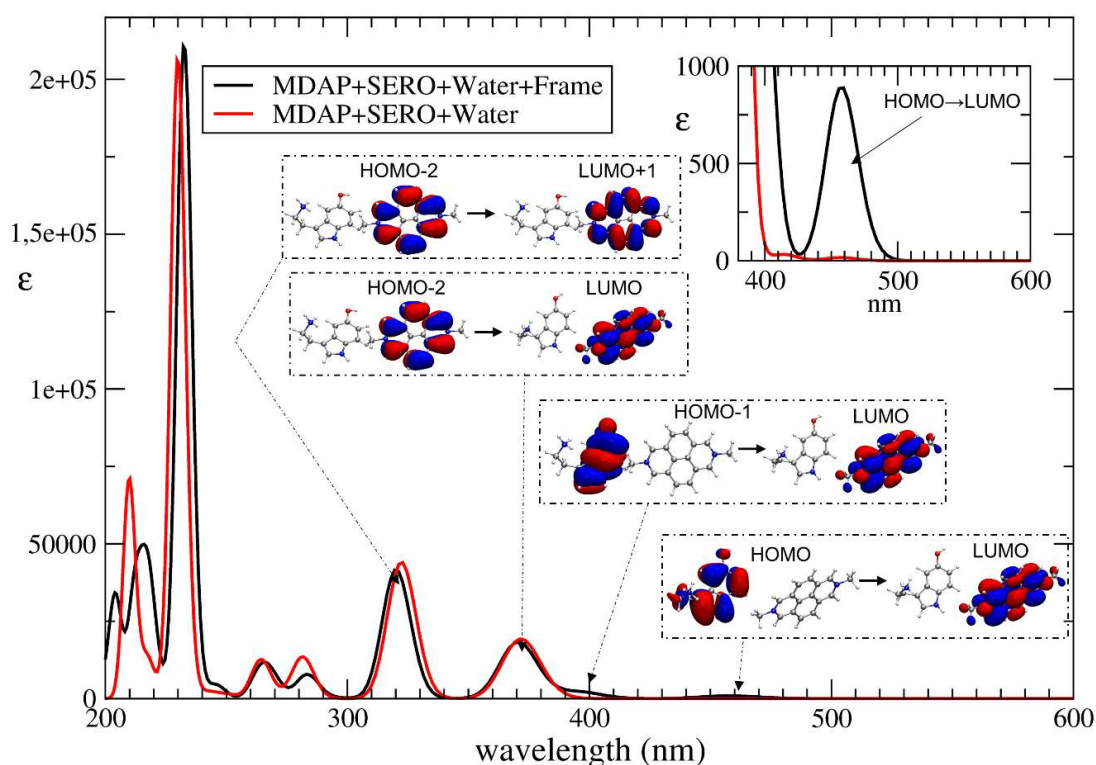 MDAP+SERO+Water+Frame
MDAP+SERO+Water
1000
500
0
ε
HOMO→LUMO
400
500
600
nm
2e+05
1,5e+05
1e+05
50000
0
ε
HOMO-2
LUMO+1
HOMO-2
LUMO
HOMO-1
LUMO
HOMO
LUMO
200
300
400
500
600
wavelength (nm)